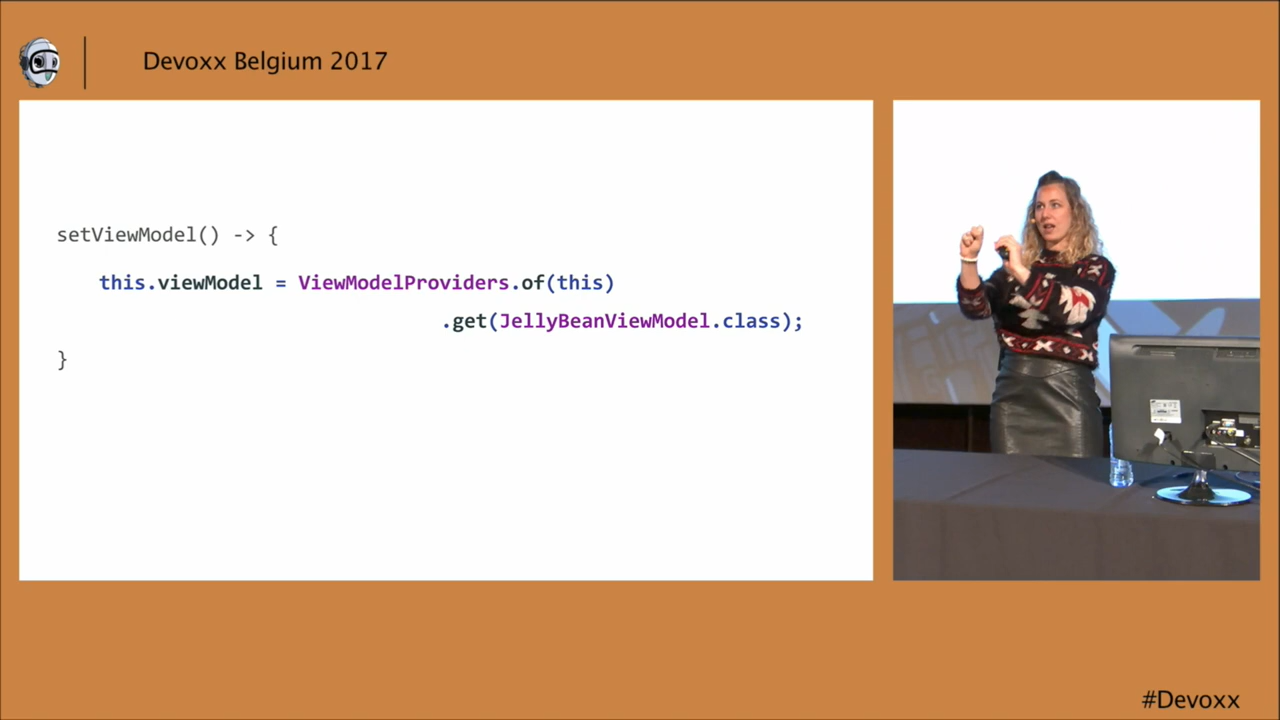 Devoxx Belgium 2017
setViewModel() -> {
this.viewModel = ViewModelProviders.of(this)
.get(JellyBeanViewModel.class);
}
#Devoxx